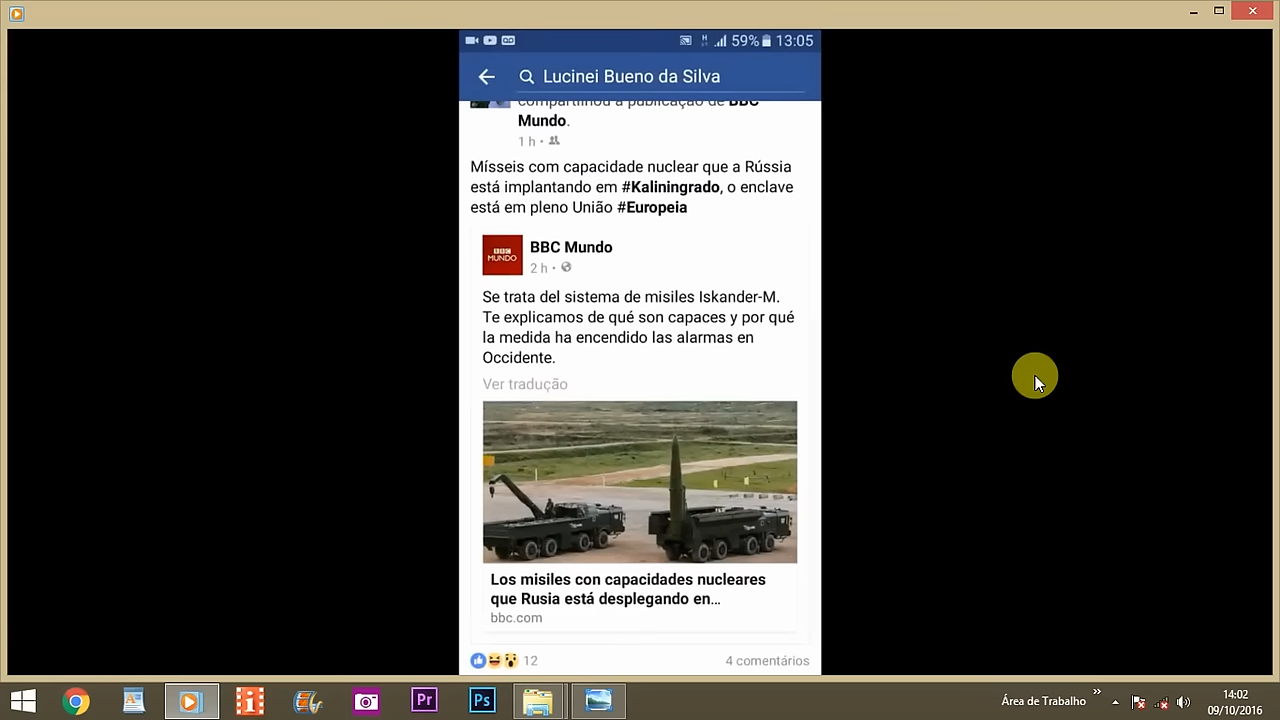 59% 13:05
Lucinei Bueno da Silva
compartilhou a publicação de BBC
Mundo.
1 h
Mísseis com capacidade nuclear que a Rússia
está implantando em #Kaliningrado, o enclave
está em pleno União #Europeia
BBC
MUNDO
BBC Mundo
2 h
Se trata del sistema de misiles Iskander-M.
Te explicamos de qué son capaces y por qué
la medida ha encendido las alarmas en
Occidente.
Ver tradução
Los misiles con capacidades nucleares
que Rusia está desplegando en…
bbc.com
12
4 comentários
Pr
Ps
Área de Trabalho
14:02
09/10/2016